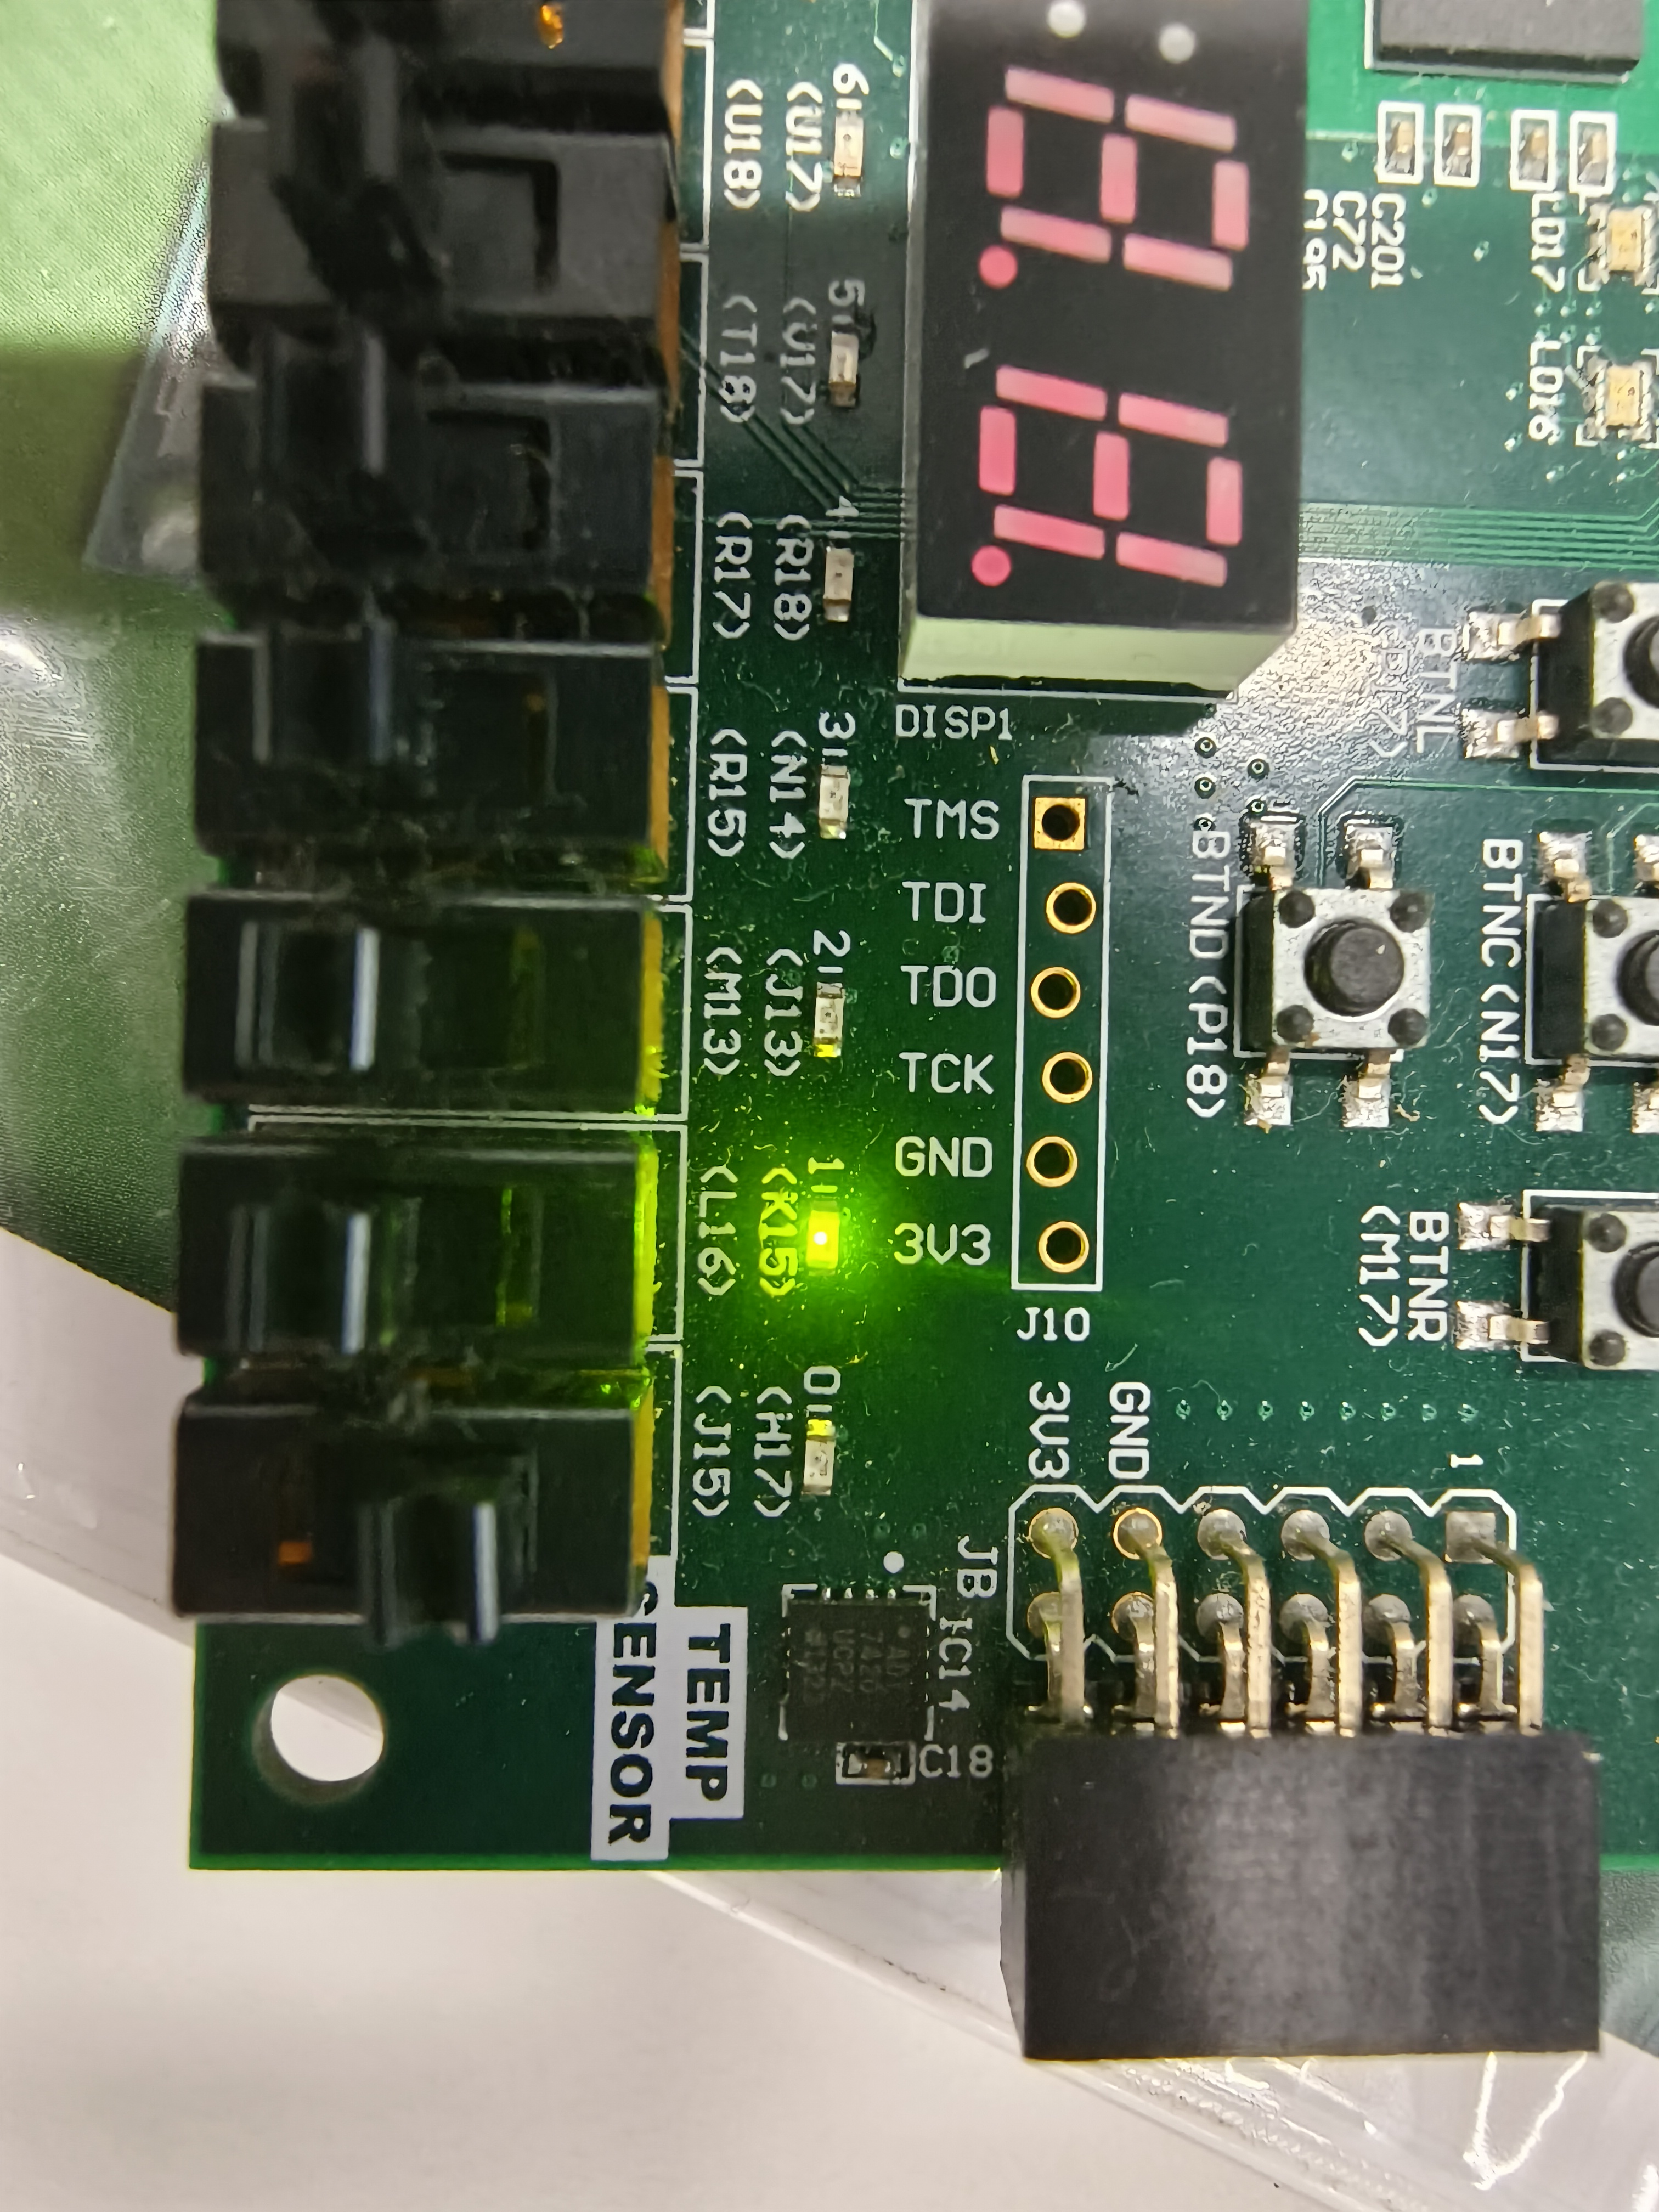 6
(U17)
(U18)
5
(U17)
(T18)
4
(R18)
(R17)
3
(N14)
(R15)
2
(J13)
(M13)
1
(K15)
(L16)
0
(H17)
(J15)
C201
C72
LD17
LD16
DISP1
TMS
TDI
TDO
TCK
GND
3V3
J10
BTNL
BTND(P18)
BTNC(N17)
BTNR
(M17)
3V3
GND
1
JB
IC14
C18
TEMP
SENSOR